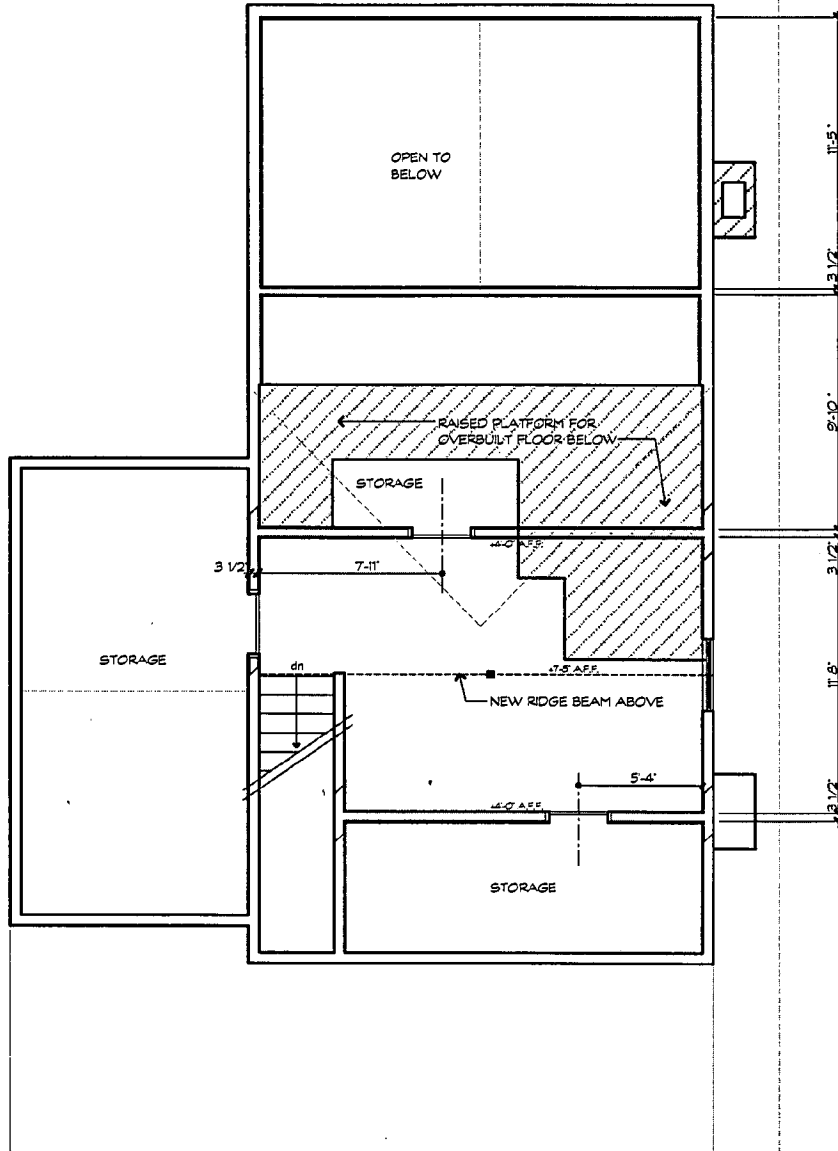 OPEN TO
BELOW
11'-5"
3 1/2"
9'-10"
RAISED PLATFORM FOR
OVERBUILT FLOOR BELOW
STORAGE
+4'-0" A.F.F.
3 1/2"
7'-11"
3 1/2"
STORAGE
dn
+7'-5" A.F.F.
NEW RIDGE BEAM ABOVE
11'-8"
5'-4"
+4'-0" A.F.F.
3 1/2"
STORAGE